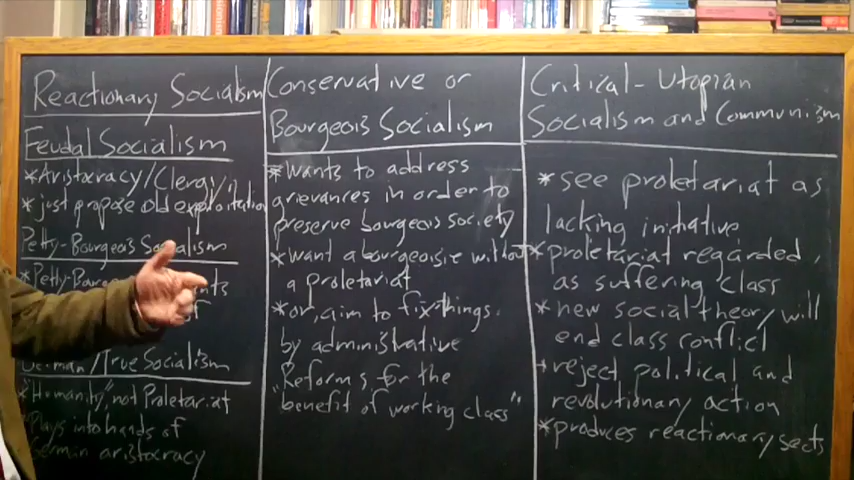 Reactionary Socialism
Feudal Socialism
*Aristocracy/Clergy
*just propose old exploitation
Petty-Bourgeois Socialism
*Petty-Bourge
German/True Socialism
*"Humanity," not Proletariat
*Plays into hands of
German aristocracy
Conservative or
Bourgeois Socialism
*Wants to address
grievances in order to
preserve bourgeois society
*want a bourgeoisie without
a proletariat
*or, aim to fix things
by administrative
Reforms for the
"benefit of working class"
Critical-Utopian
Socialism and Communism
*see proletariat as
lacking initiative
*proletariat regarded
as suffering class
*new social theory/will
end class conflict
*reject political and
revolutionary action
*produces reactionary sects